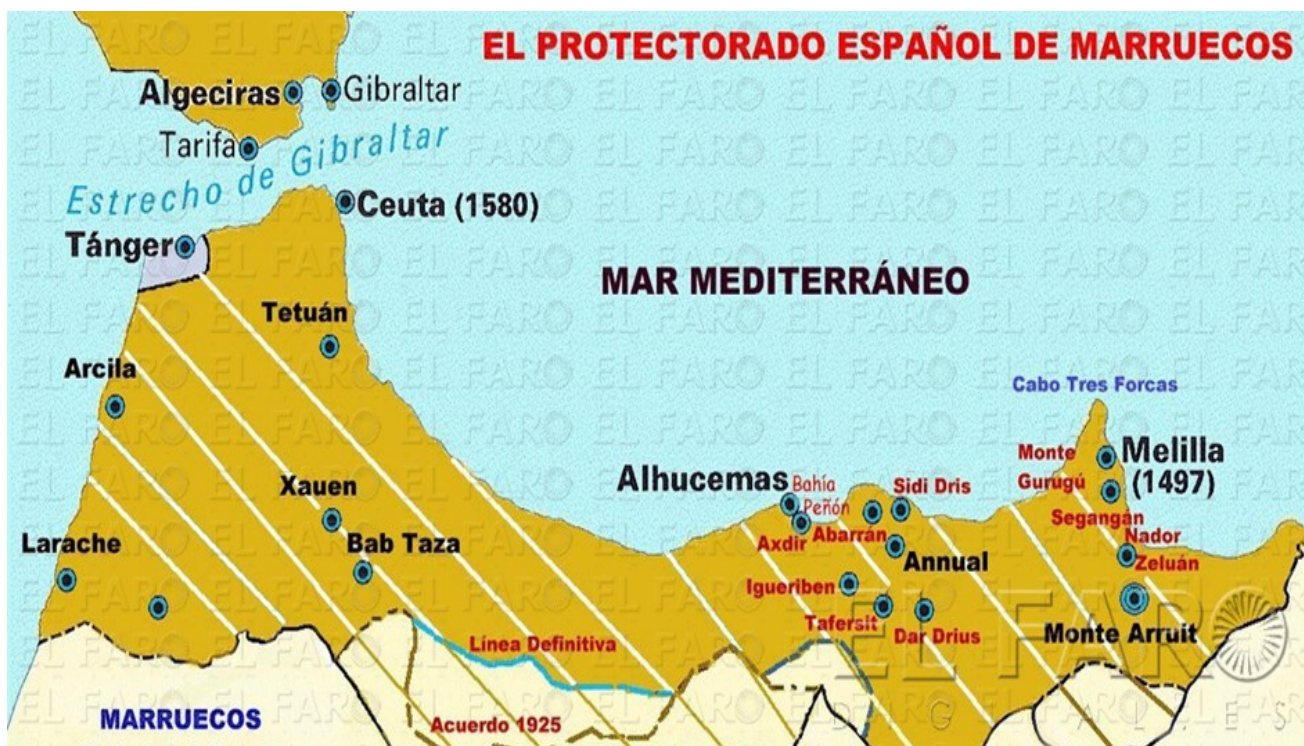 EL PROTECTORADO ESPAÑOL DE MARRUECOS
Algeciras
Gibraltar
Tarifa
Estrecho de Gibraltar
Ceuta (1580)
Tánger
MAR MEDITERRÁNEO
Tetuán
Arcila
Cabo Tres Forcas
Monte
Gurugú
Melilla
(1497)
Alhucemas
Bahía
Peñón
Sidi Dris
Xauen
Segangan
Axdir
Abarrán
Nador
Larache
Bab Taza
Annual
Zeluán
Igueriben
Tafersit
Dar Drius
Monte Arruit
Línea Definitiva
MARRUECOS
Acuerdo 1925
EL FARO